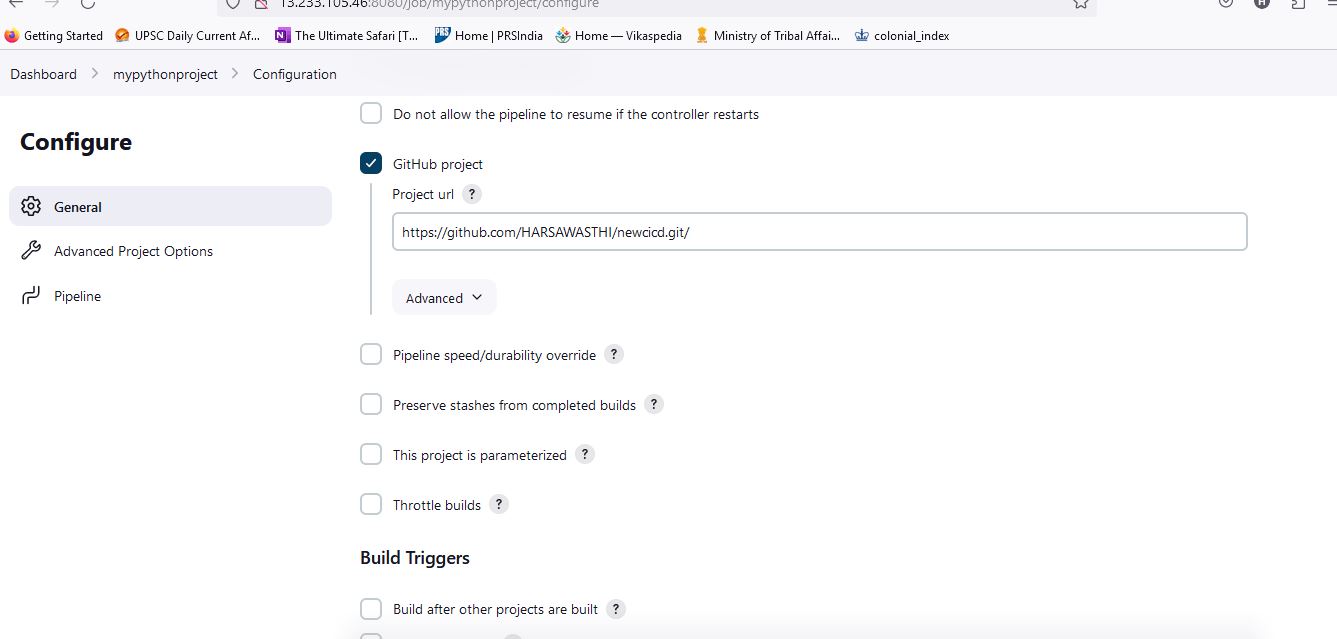 13.233.105.46:8080/job/mypythonproject/configure
Getting Started UPSC Daily Current Af... The Ultimate Safari [T... Home | PRSIndia Home — Vikaspedia Ministry of Tribal Affai... colonial_index
Dashboard mypythonproject Configuration
Configure
General
Advanced Project Options
Pipeline
Do not allow the pipeline to resume if the controller restarts
GitHub project
Project url ?
https://github.com/HARSAWASTHI/newcicd.git/
Advanced
Pipeline speed/durability override ?
Preserve stashes from completed builds ?
This project is parameterized ?
Throttle builds ?
Build Triggers
Build after other projects are built ?